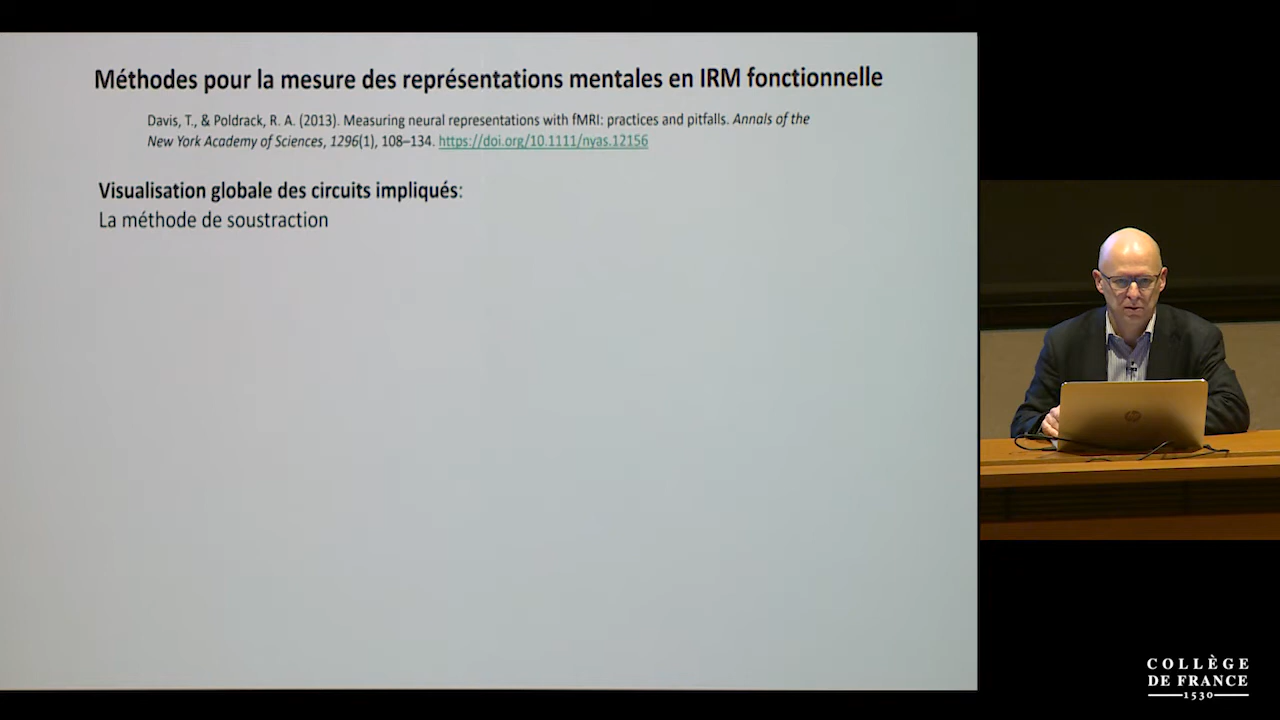 Méthodes pour la mesure des représentations mentales en IRM fonctionnelle
Davis, T., & Poldrack, R. A. (2013). Measuring neural representations with fMRI: practices and pitfalls. Annals of the
New York Academy of Sciences, 1296(1), 108–134. https://doi.org/10.1111/nyas.12156
Visualisation globale des circuits impliqués:
La méthode de soustraction
hp
COLLÈGE
DE FRANCE
1530